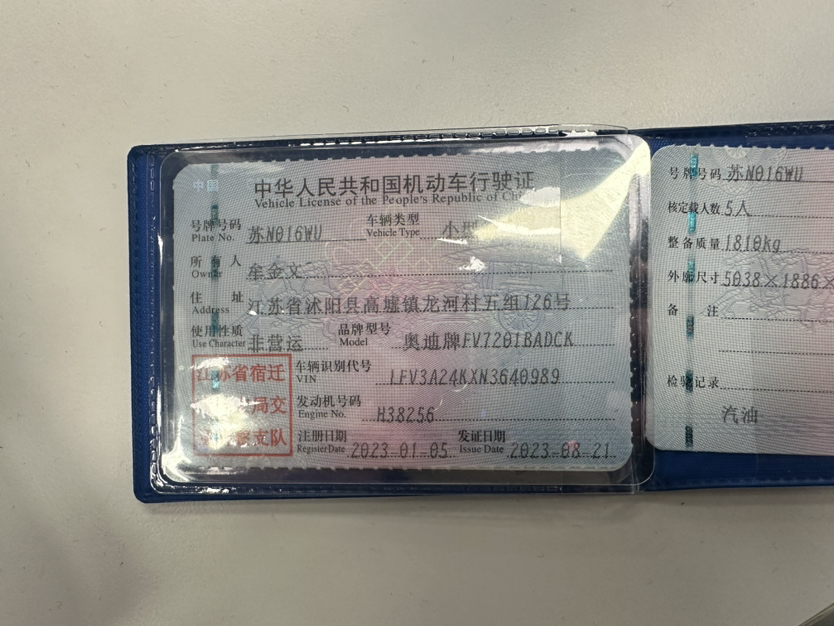 中国
中华人民共和国机动车行驶证
Vehicle License of the People's Republic of
号牌号码 苏N016WU 车辆类型 小
Plate No. Vehicle Type
所有人 牟金文
Owner
住址 江苏省沭阳县高墟镇龙河村五组126号
Address
使用性质 非营运 品牌型号 奥迪牌FV7201BADCK
Use Character Model
江苏省宿迁
局交
支队
车辆识别代号 LFV3A24KXN3640989
VIN
发动机号码 H38256
Engine No.
注册日期 2023-01-05 发证日期 2023-08-21
Register Date Issue Date
号牌号码 苏N016WU
核定载人数 5人
整备质量 1810kg
外廓尺寸 5038×1886×
备注
检验记录
汽油